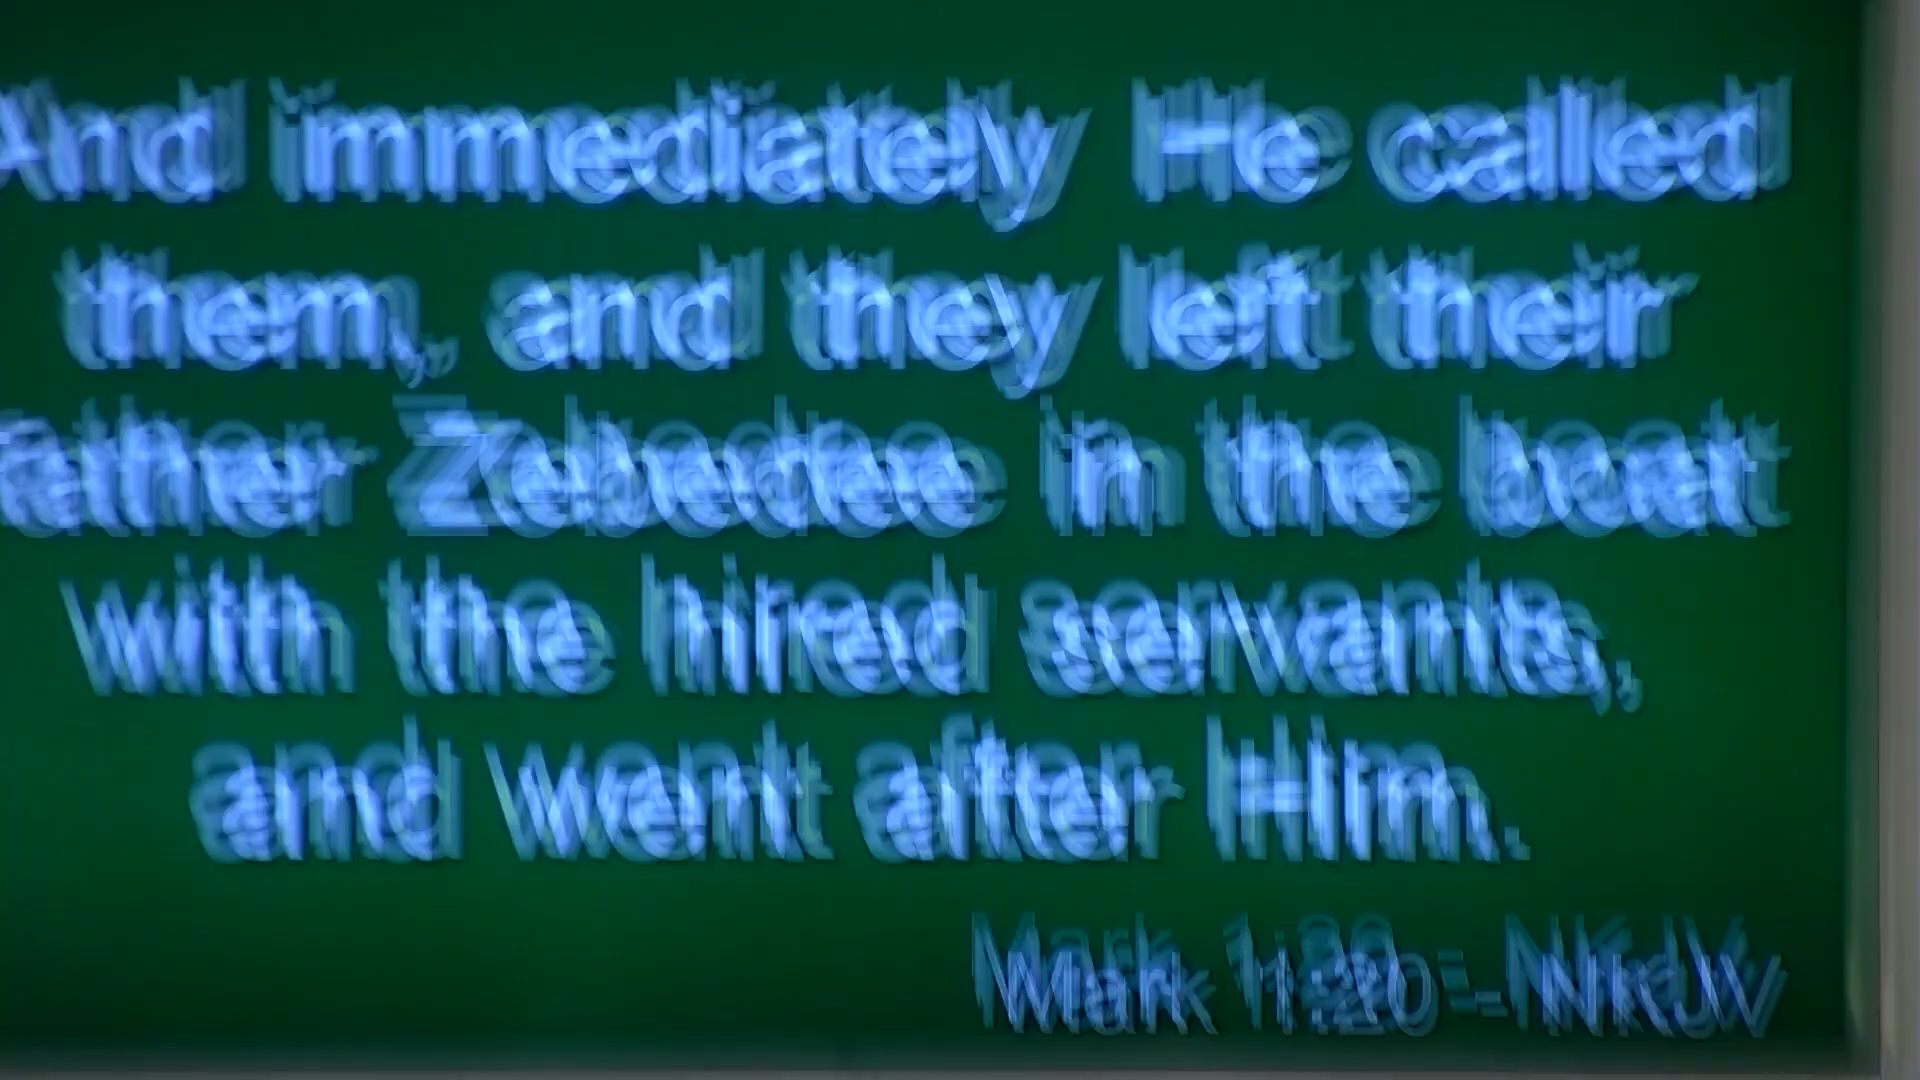 And immediately He called
them, and they left their
father Zebedee in the boat
with the hired servants,
and went after Him.
Mark 1:20 - NKJV